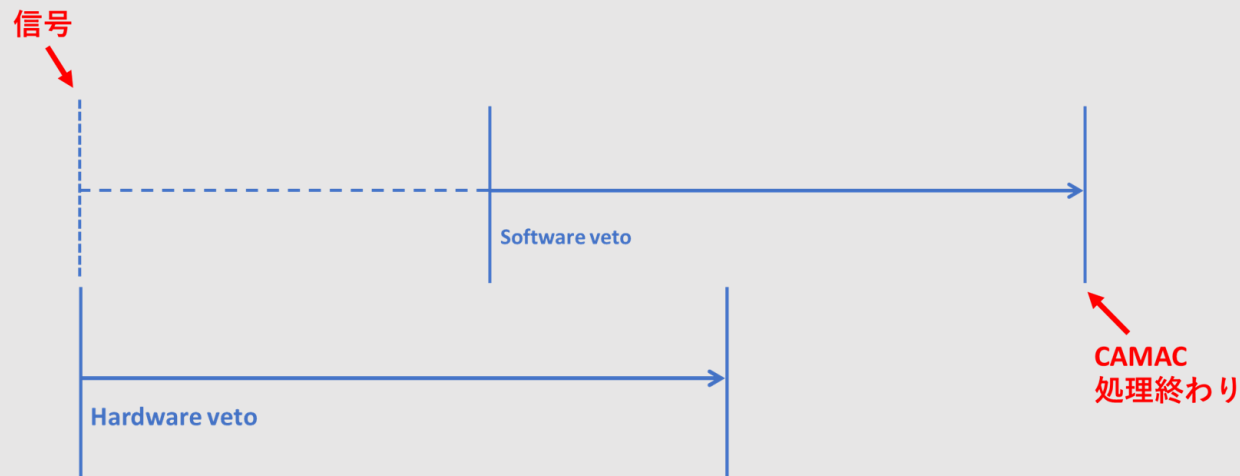 信号
Software veto
CAMAC
処理終わり
Hardware veto